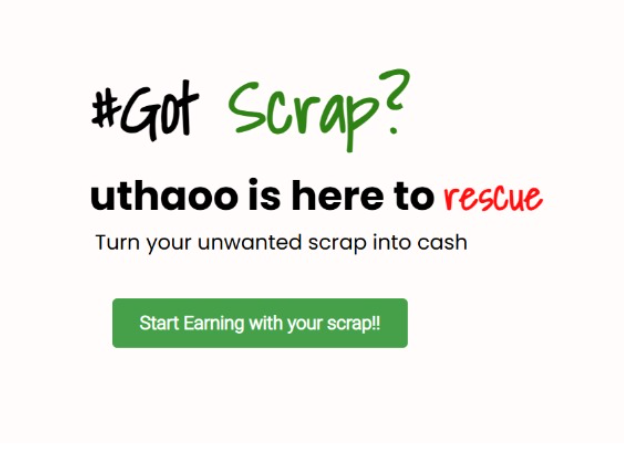 #Got Scrap?
uthaoo is here to rescue
Turn your unwanted scrap into cash
Start Earning with your scrap!!